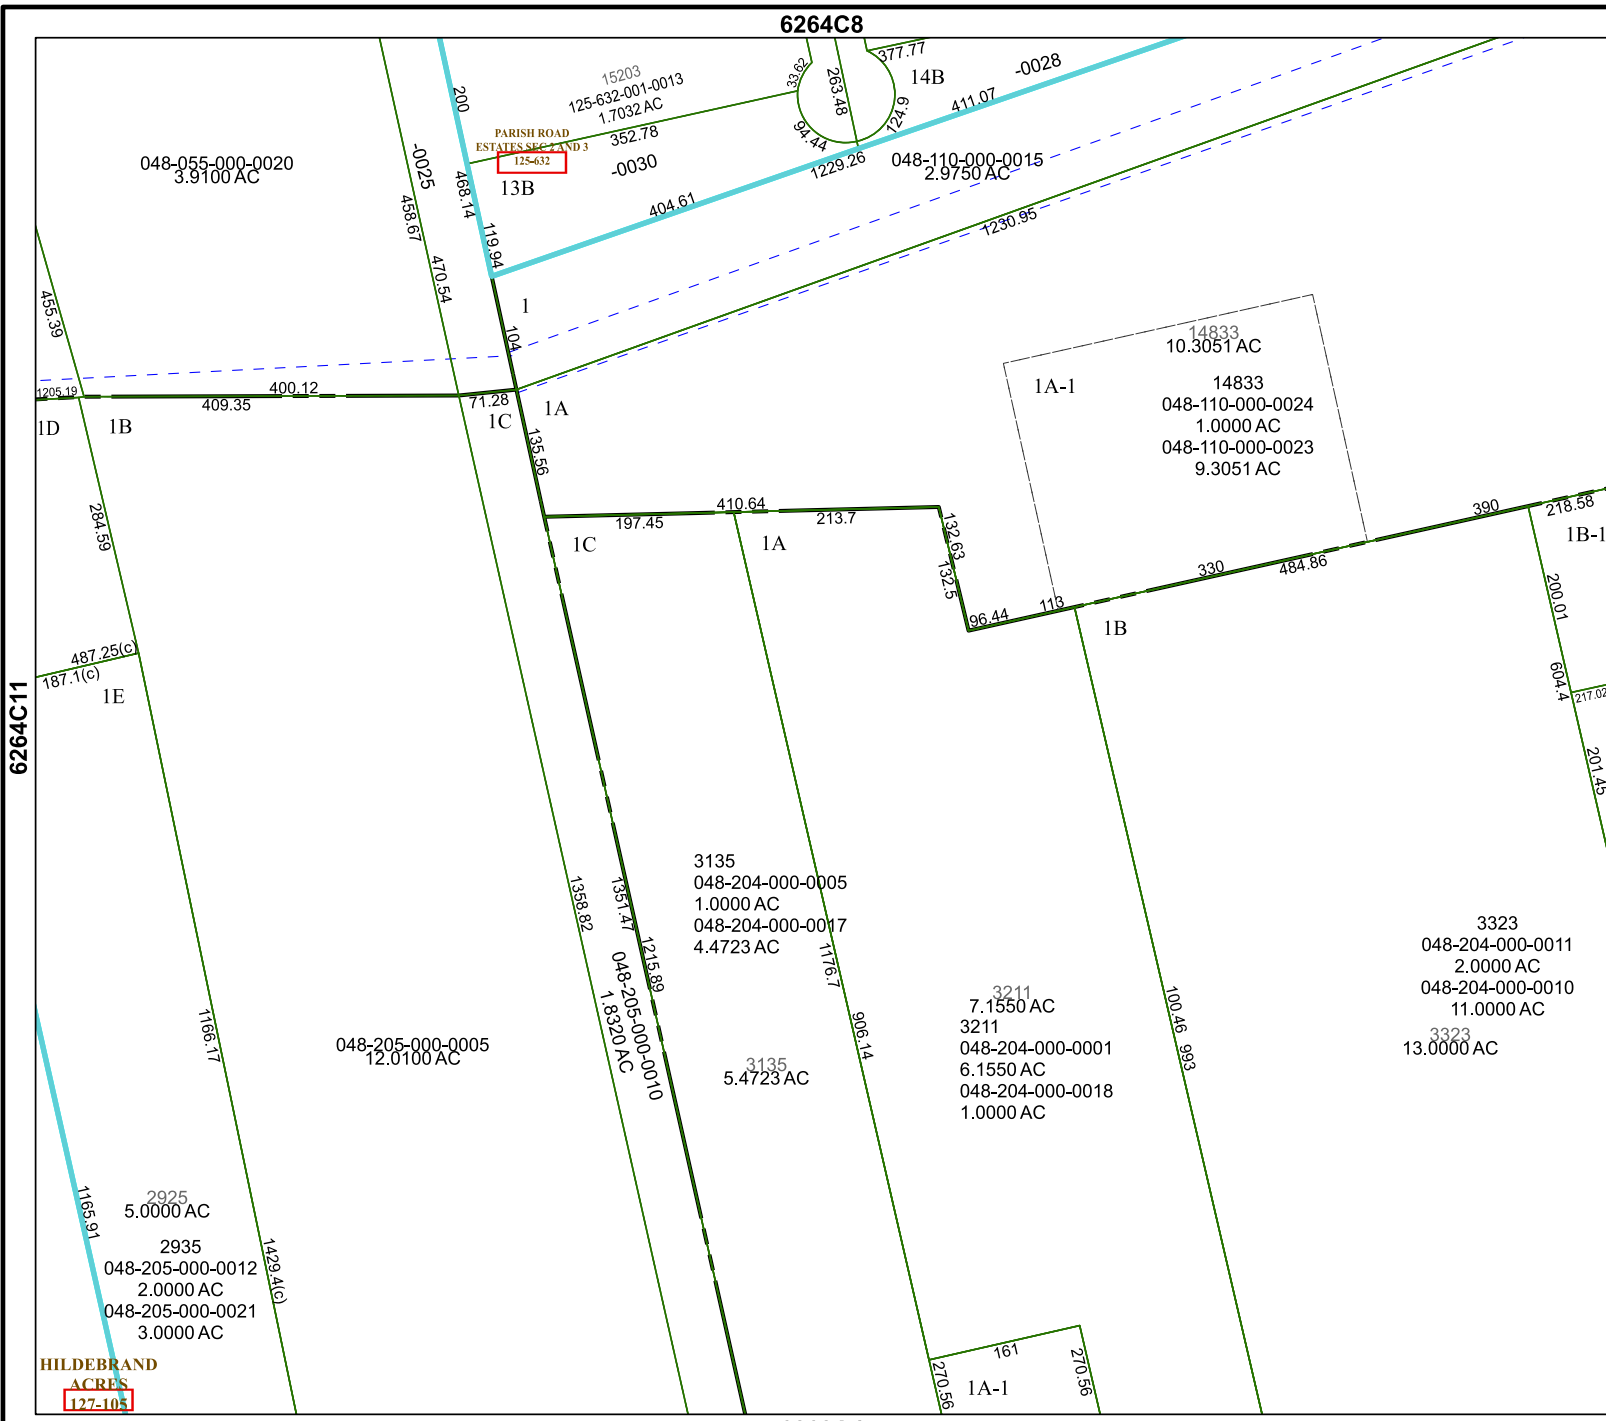 6264C8
6264C11
048-055-000-0020
3.9100 AC
-0025
458.67
470.54
200
468.14
119.94
104
15203
125-632-001-0013
1.7032 AC
352.78
PARISH ROAD
ESTATES SEC 2 AND 3
125-632
13B
-0030
33.62
263.48
94.44
124.9
377.77
14B
-0028
411.07
1229.26
404.61
048-110-000-0015
2.9750 AC
1230.95
1
455.39
1205.19
400.12
409.35
71.28
1D
1B
1C
1A
135.56
14833
10.3051 AC
1A-1
14833
048-110-000-0024
1.0000 AC
048-110-000-0023
9.3051 AC
410.64
197.45
213.7
1C
1A
132.63
132.5
96.44
113
330
484.86
390
218.58
1B-1
1B
200.01
604.4
217.02
201.45
284.59
487.25(c)
187.1(c)
1E
3135
048-204-000-0005
1.0000 AC
048-204-000-0017
4.4723 AC
1358.82
1351.47
1215.89
048-205-000-0010
1.8320 AC
1176.7
906.14
3135
5.4723 AC
3211
7.1550 AC
3211
048-204-000-0001
6.1550 AC
048-204-000-0018
1.0000 AC
100.46
993
3323
048-204-000-0011
2.0000 AC
048-204-000-0010
11.0000 AC
3323
13.0000 AC
048-205-000-0005
12.0100 AC
1166.17
1429.4(c)
1165.91
2925
5.0000 AC
2935
048-205-000-0012
2.0000 AC
048-205-000-0021
3.0000 AC
HILDEBRAND
ACRES
127-105
161
270.56
270.56
1A-1